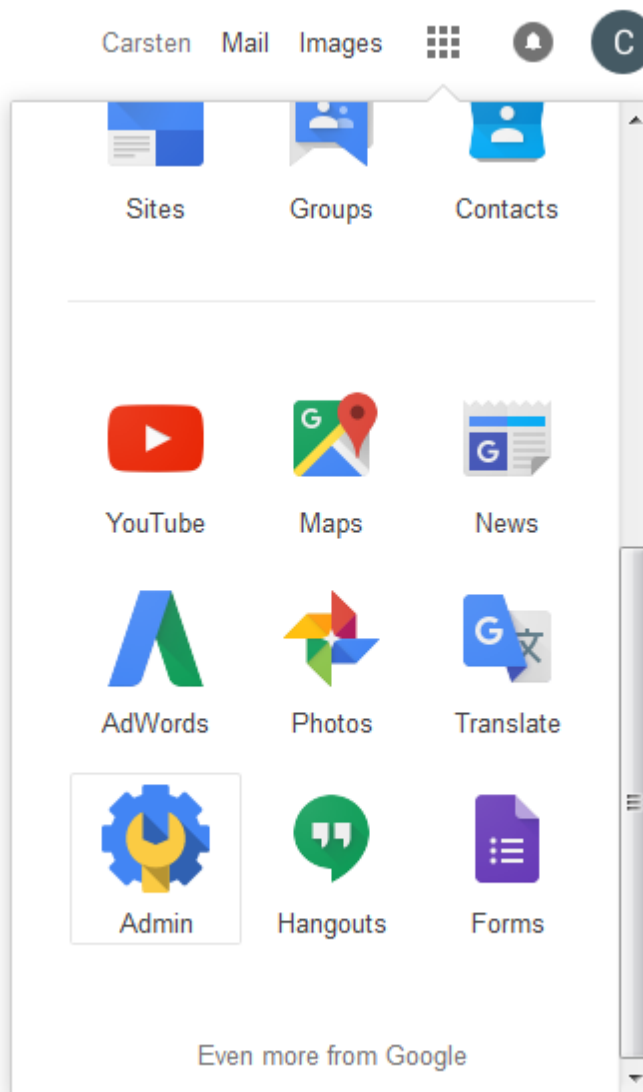 Carsten Mail Images C
Sites Groups Contacts
G G
YouTube Maps News
G 文
AdWords Photos Translate
Admin Hangouts Forms
Even more from Google